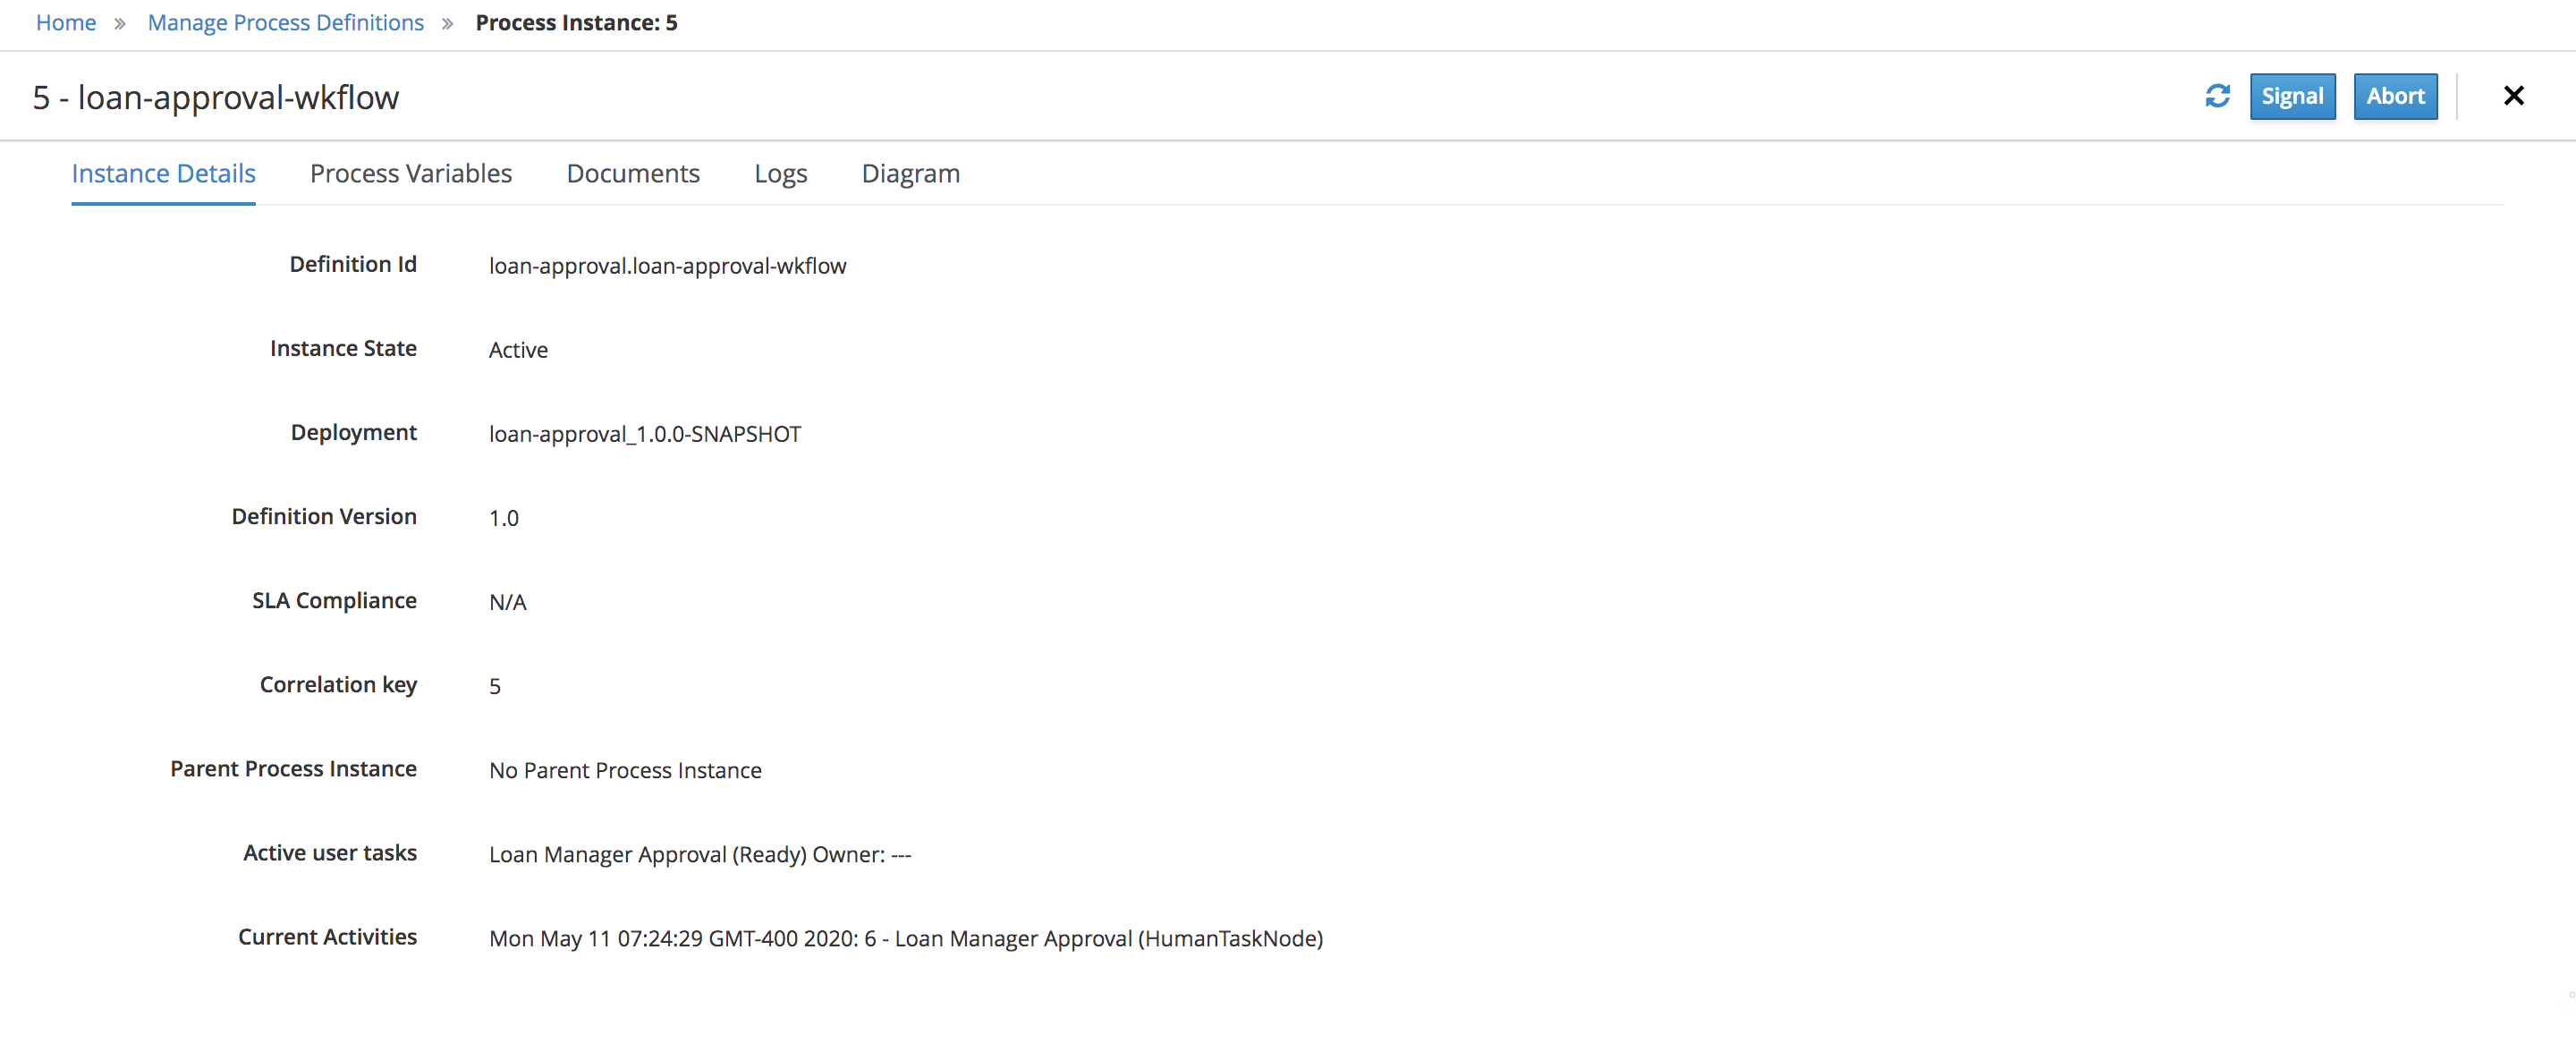 Home » Manage Process Definitions » Process Instance: 5
5 - loan-approval-wkflow
Signal Abort
Instance Details Process Variables Documents Logs Diagram
Definition Id loan-approval.loan-approval-wkflow
Instance State Active
Deployment loan-approval_1.0.0-SNAPSHOT
Definition Version 1.0
SLA Compliance N/A
Correlation key 5
Parent Process Instance No Parent Process Instance
Active user tasks Loan Manager Approval (Ready) Owner: ---
Current Activities Mon May 11 07:24:29 GMT-400 2020: 6 - Loan Manager Approval (HumanTaskNode)